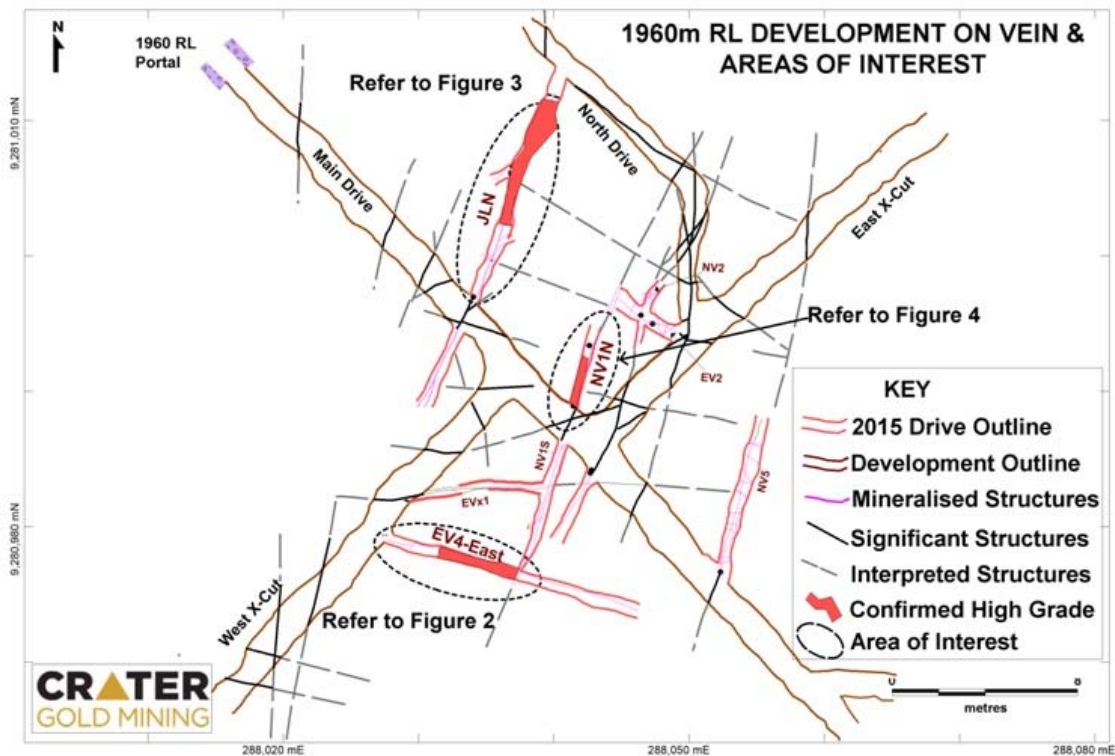 1960m RL DEVELOPMENT ON VEIN &
AREAS OF INTEREST
N
1960 RL
Portal
Refer to Figure 3
North Drive
Main Drive
East X-Cut
JLN
NV2
Refer to Figure 4
NV1N
EV2
NV1S
NV5
EVx1
EV4-East
West X-Cut
Refer to Figure 2
KEY
2015 Drive Outline
Development Outline
Mineralised Structures
Significant Structures
Interpreted Structures
Confirmed High Grade
Area of Interest
0 8
metres
CRATER
GOLD MINING
9,281,010 mN
9,280,980 mN
288,020 mE
288,050 mE
288,080 mE